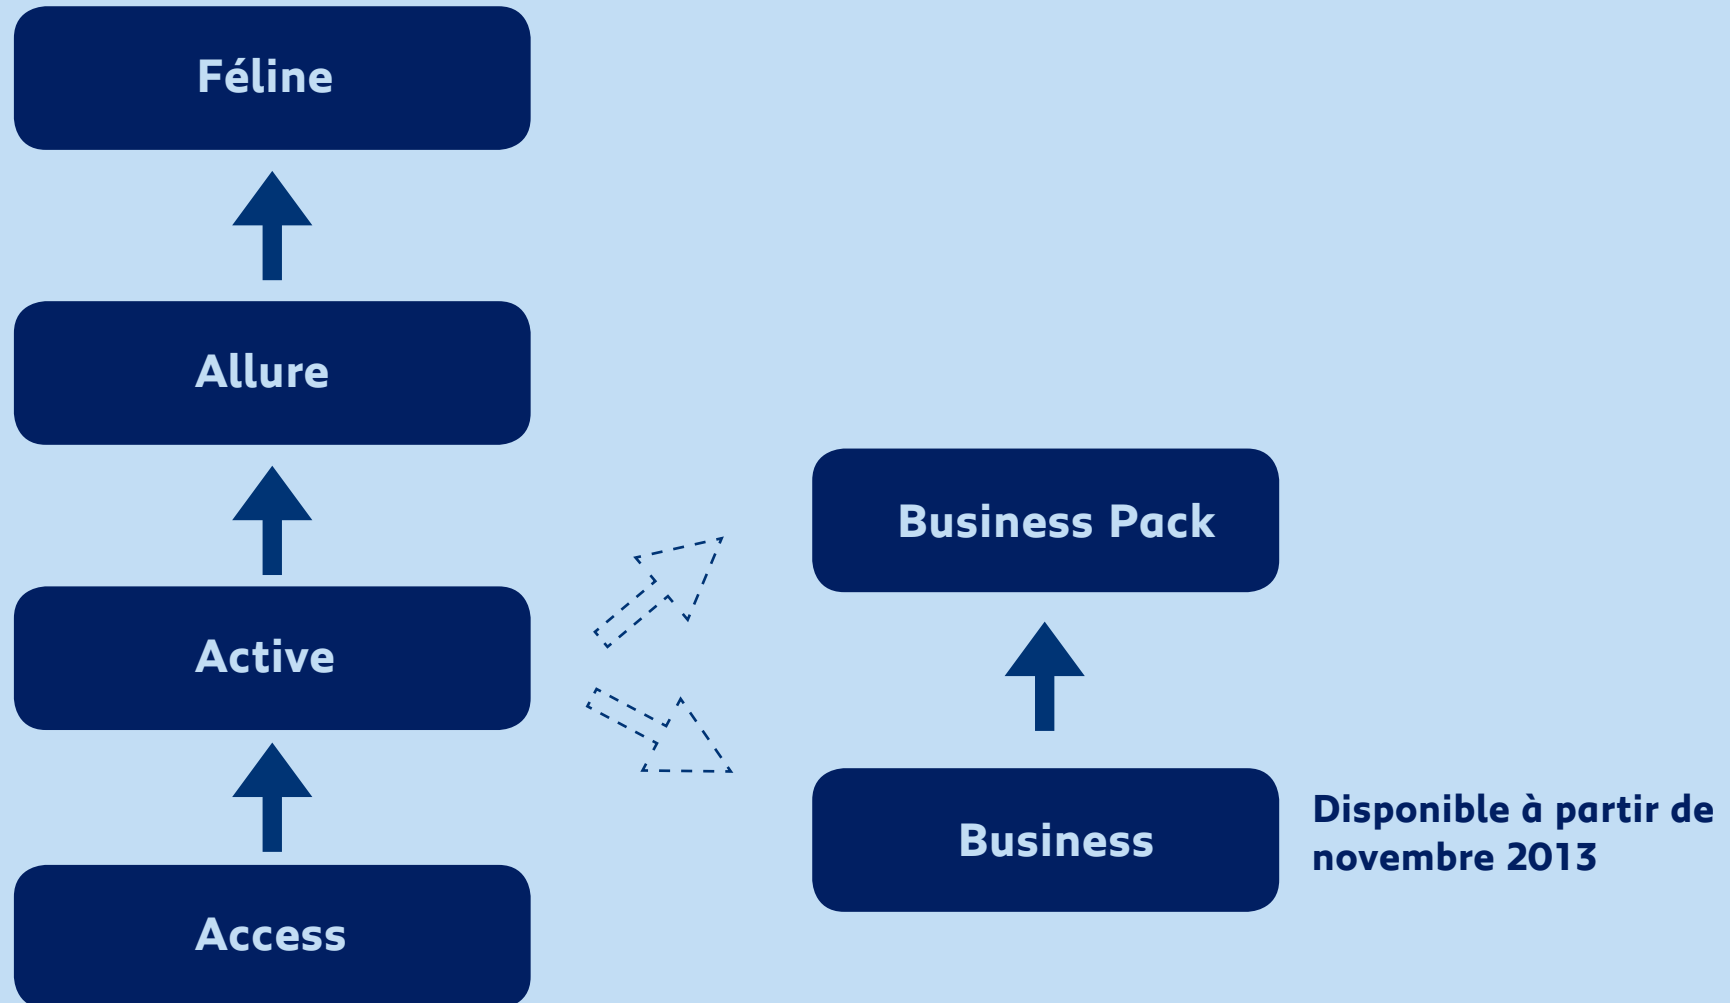 Féline
Allure
Active
Access
Business Pack
Business
Disponible à partir de
novembre 2013